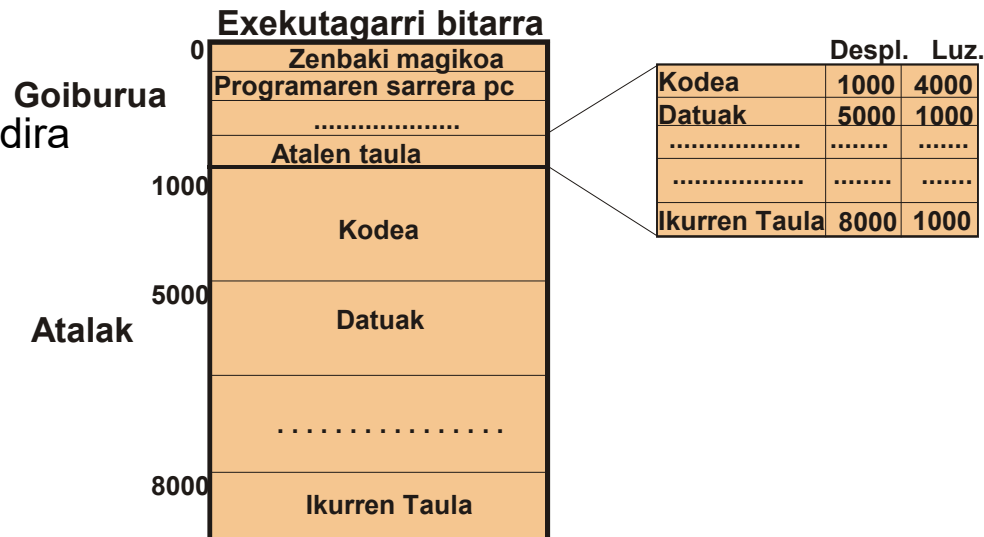 Exekutagarri bitarra
0
Zenbaki magikoa
Programaren sarrera pc
....................
Atalen taula
Goiburua
dira
1000
Kodea
5000
Datuak
Atalak
. . . . . . . . . . . . . . . .
8000
Ikurren Taula
Despl. Luz.
Kodea 1000 4000
Datuak 5000 1000
.................. ........ .......
.................. ........ .......
Ikurren Taula 8000 1000